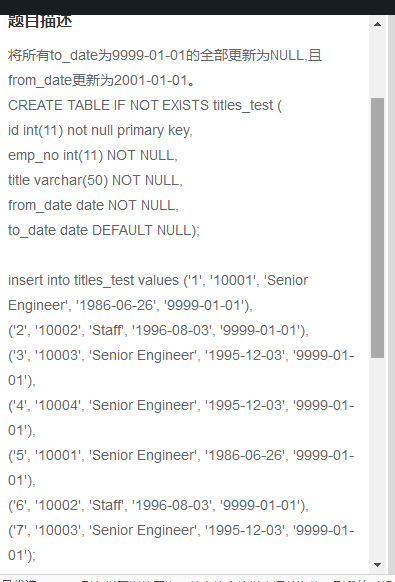 题目描述
将所有to_date为9999-01-01的全部更新为NULL,且
from_date更新为2001-01-01。
CREATE TABLE IF NOT EXISTS titles_test (
id int(11) not null primary key,
emp_no int(11) NOT NULL,
title varchar(50) NOT NULL,
from_date date NOT NULL,
to_date date DEFAULT NULL);
insert into titles_test values ('1', '10001', 'Senior
Engineer', '1986-06-26', '9999-01-01'),
('2', '10002', 'Staff', '1996-08-03', '9999-01-01'),
('3', '10003', 'Senior Engineer', '1995-12-03', '9999-01-
01'),
('4', '10004', 'Senior Engineer', '1995-12-03', '9999-01-
01'),
('5', '10001', 'Senior Engineer', '1986-06-26', '9999-01-
01'),
('6', '10002', 'Staff', '1996-08-03', '9999-01-01'),
('7', '10003', 'Senior Engineer', '1995-12-03', '9999-01-
01');